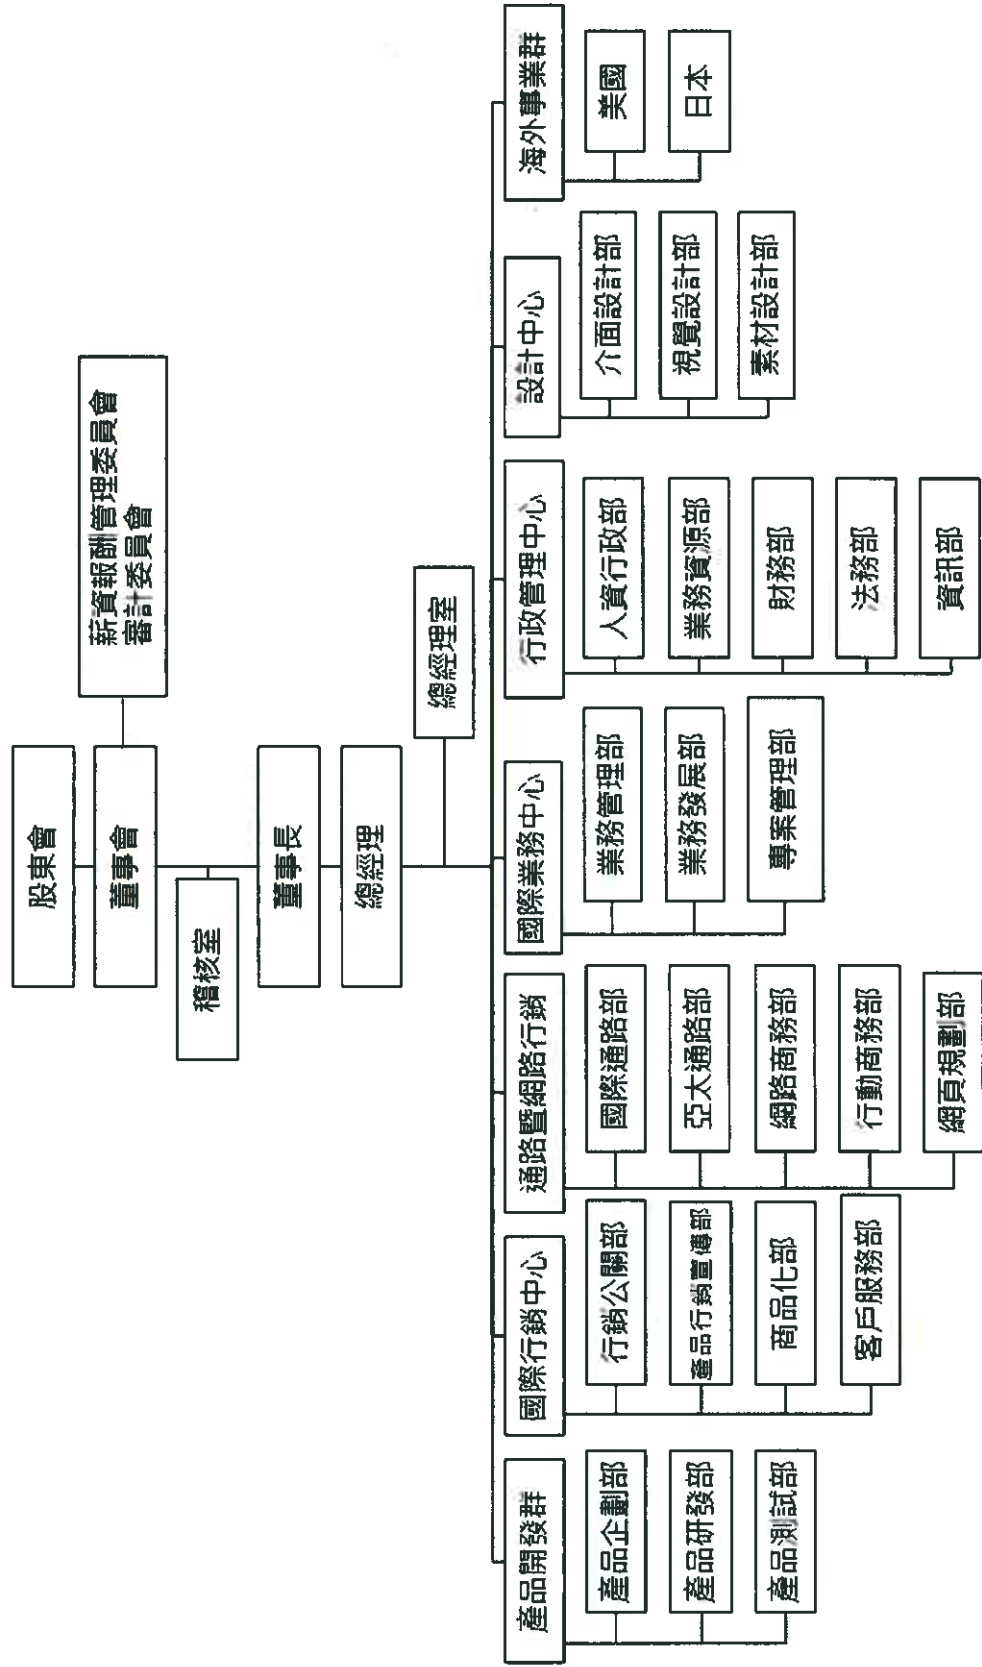 股東會
董事會
薪資報酬管理委員會
審計委員會
稽核室
董事長
總經理
總經理室
產品開發群
產品企劃部
產品研發部
產品測試部
國際行銷中心
行銷公關部
產品行銷宣傳部
商品化部
客戶服務部
通路暨網路行銷
國際通路部
亞太通路部
網路商務部
行動商務部
網頁規劃部
國際業務中心
業務管理部
業務發展部
專案管理部
行政管理中心
人資行政部
業務資源部
財務部
法務部
資訊部
設計中心
介面設計部
視覺設計部
素材設計部
海外事業群
美國
日本